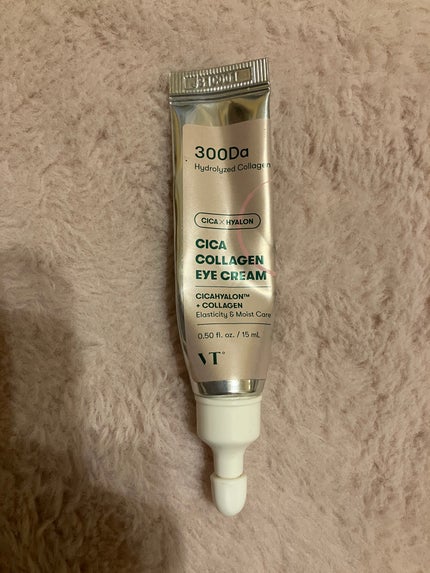 300Da
Hydrolyzed Collagen
CICA X HYALON
CICA
COLLAGEN
EYE CREAM
CICAHYALON™
+ COLLAGEN
Elasticity & Moist Care
0.50 fl. oz. / 15 mL
VT®